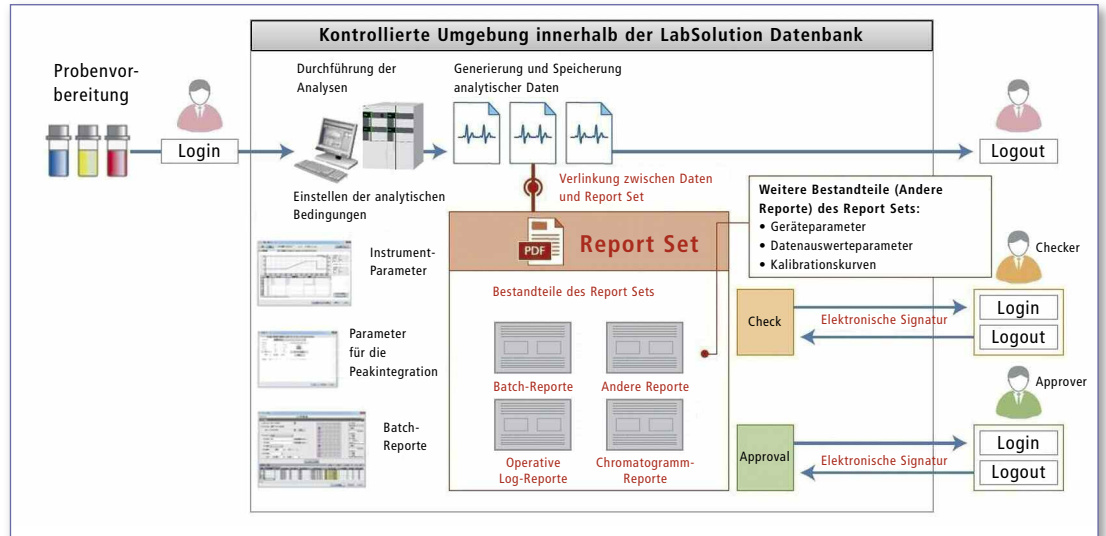 Kontrollierte Umgebung innerhalb der LabSolution Datenbank
Probenvor-
bereitung
Login
Durchführung der
Analysen
Generierung und Speicherung
analytischer Daten
Logout
Einstellen der analytischen
Bedingungen
Verlinkung zwischen Daten
und Report Set
Instrument-
Parameter
Parameter
für die
Peakintegration
Batch-
Reporte
PDF
Report Set
Bestandteile des Report Sets
Batch-Reporte
Andere Reporte
Operative
Log-Reporte
Chromatogramm-
Reporte
Weitere Bestandteile (Andere
Reporte) des Report Sets:
• Geräteparameter
• Datenauswerteparameter
• Kalibrationskurven
Checker
Check
Elektronische Signatur
Login
Logout
Approver
Approval
Elektronische Signatur
Login
Logout